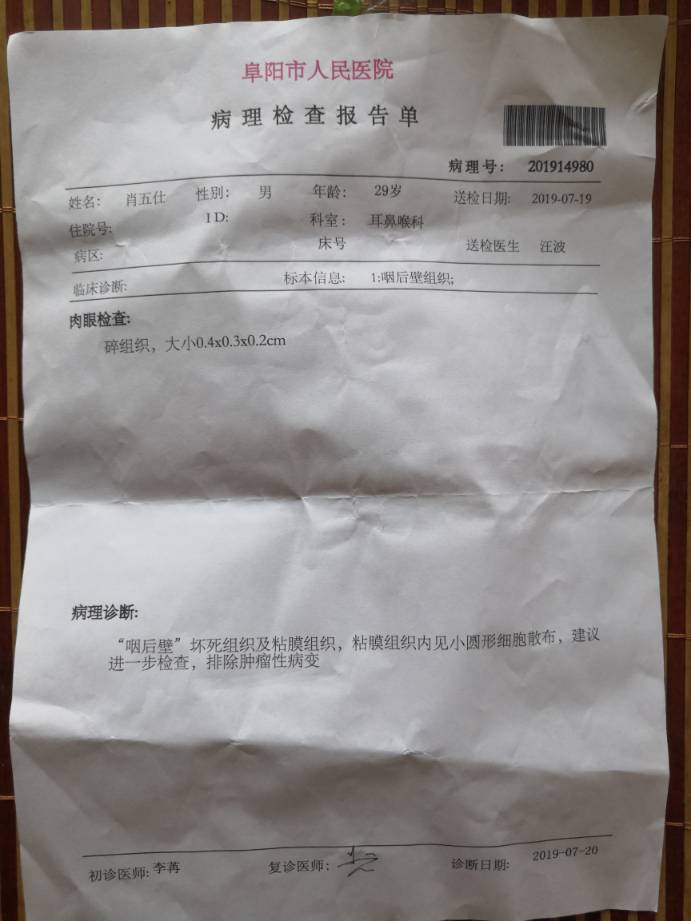 阜阳市人民医院
病理检查报告单
病理号： 201914980
姓名： 肖五仕 性别： 男 年龄： 29岁 送检日期: 2019-07-19
住院号: ID: 科室： 耳鼻喉科
病区: 床号 送检医生 汪波
临床诊断: 标本信息: 1:咽后壁组织;
肉眼检查:
碎组织，大小0.4x0.3x0.2cm
病理诊断:
“咽后壁”坏死组织及粘膜组织，粘膜组织内见小圆形细胞散布，建议
进一步检查，排除肿瘤性病变
初诊医师: 李苒 复诊医师： 诊断日期: 2019-07-20